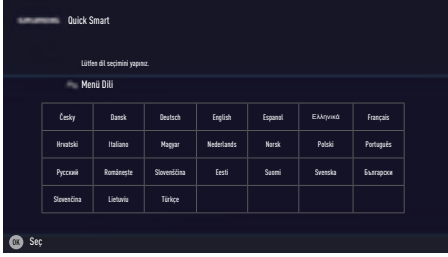 Quick Smart
Lütfen dil seçimini yapınız.
Menü Dili
Česky Dansk Deutsch English Espanol Ελληνικά Français
Hrvatski Italiano Magyar Nederlands Norsk Polski Português
Русский Românește Slovenščina Eesti Suomi Svenska Български
Slovenčina Lietuviu Türkçe
OK Seç